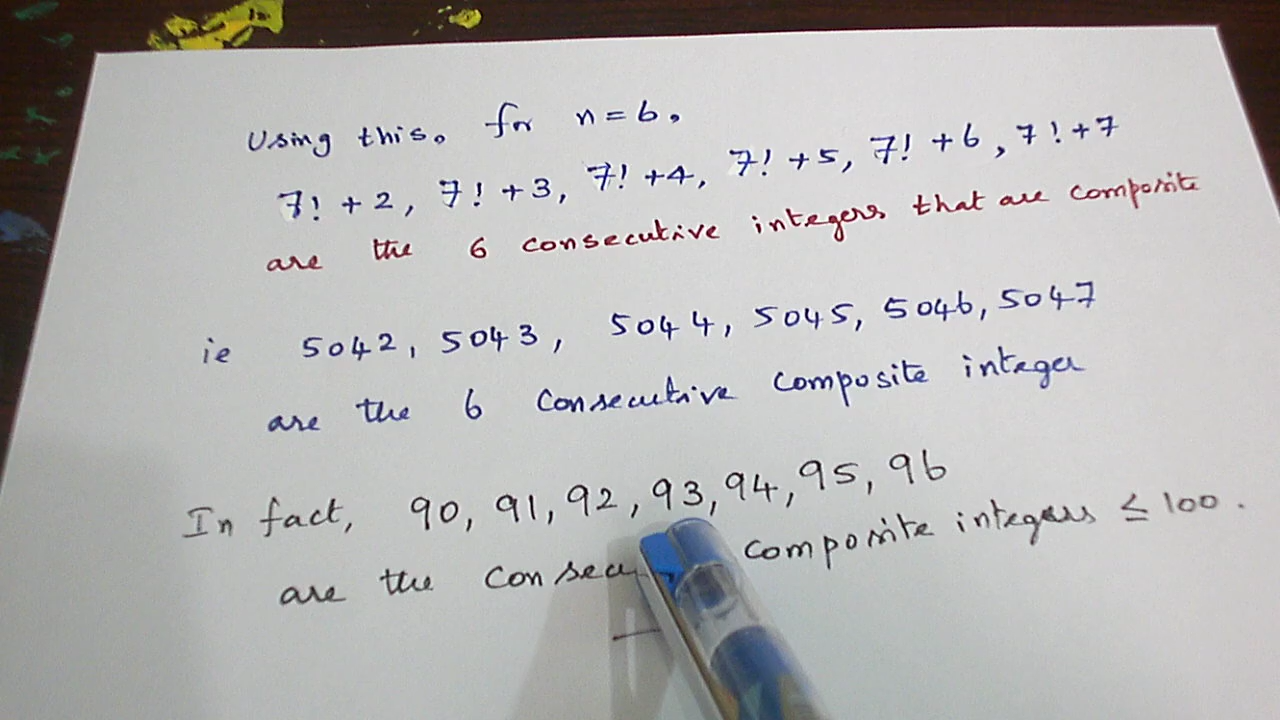 Using this. for n = 6.
7! + 2, 7! + 3, 7! + 4, 7! + 5, 7! + 6, 7! + 7
are the 6 consecutive integers that are composite
ie 5042, 5043, 5044, 5045, 5046, 5047
are the 6 consecutive composite integer
In fact, 90, 91, 92, 93, 94, 95, 96
are the composite integers ≤ 100.